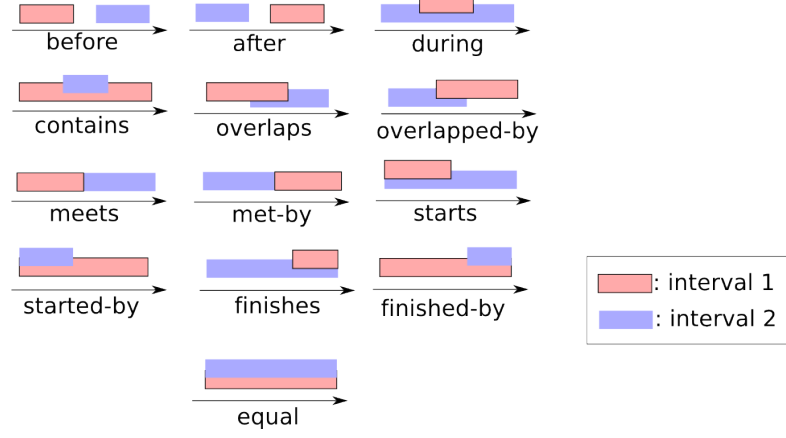 before
after
during
contains
overlaps
overlapped-by
meets
met-by
starts
started-by
finishes
finished-by
: interval 1
: interval 2
equal